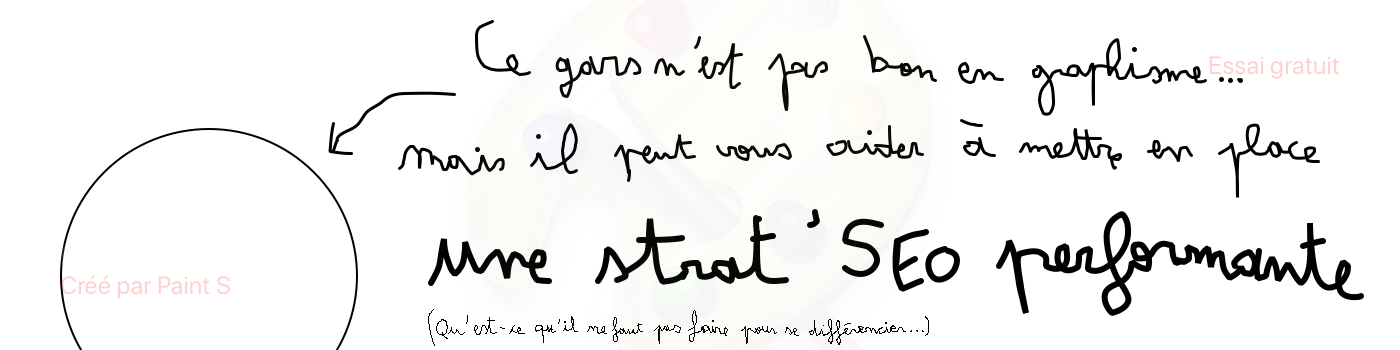 Ce gars n'est pas bon en graphisme...
Essai gratuit
mais il peut vous aider à mettre en place
une strat' SEO performante
Créé par Paint S
(Qu'est-ce qu'il ne faut pas faire pour se différencier...)